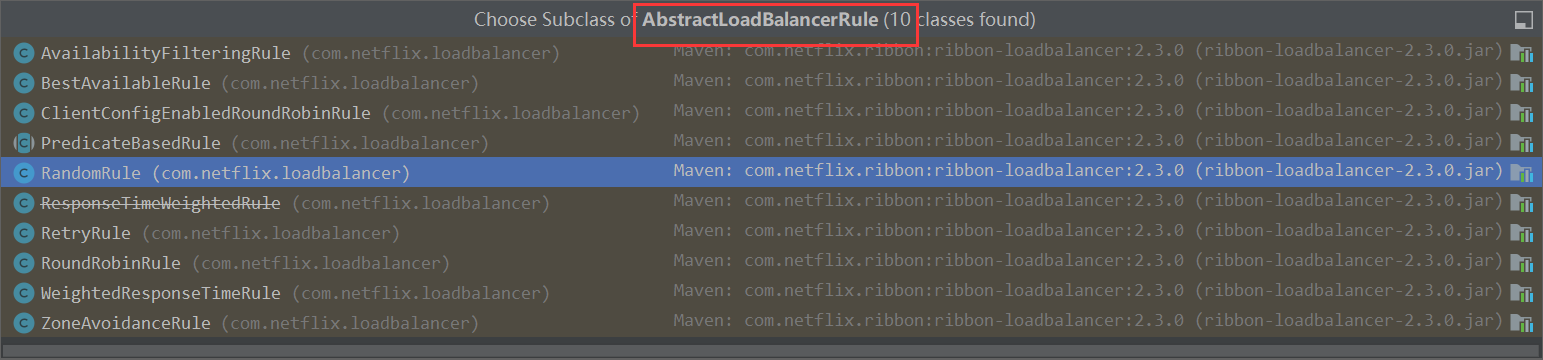 Choose Subclass of AbstractLoadBalancerRule (10 classes found)
AvailabilityFilteringRule (com.netflix.loadbalancer) Maven: com.netflix.ribbon:ribbon-loadbalancer:2.3.0 (ribbon-loadbalancer-2.3.0.jar)
BestAvailableRule (com.netflix.loadbalancer) Maven: com.netflix.ribbon:ribbon-loadbalancer:2.3.0 (ribbon-loadbalancer-2.3.0.jar)
ClientConfigEnabledRoundRobinRule (com.netflix.loadbalancer) Maven: com.netflix.ribbon:ribbon-loadbalancer:2.3.0 (ribbon-loadbalancer-2.3.0.jar)
PredicateBasedRule (com.netflix.loadbalancer) Maven: com.netflix.ribbon:ribbon-loadbalancer:2.3.0 (ribbon-loadbalancer-2.3.0.jar)
RandomRule (com.netflix.loadbalancer) Maven: com.netflix.ribbon:ribbon-loadbalancer:2.3.0 (ribbon-loadbalancer-2.3.0.jar)
ResponseTimeWeightedRule (com.netflix.loadbalancer) Maven: com.netflix.ribbon:ribbon-loadbalancer:2.3.0 (ribbon-loadbalancer-2.3.0.jar)
RetryRule (com.netflix.loadbalancer) Maven: com.netflix.ribbon:ribbon-loadbalancer:2.3.0 (ribbon-loadbalancer-2.3.0.jar)
RoundRobinRule (com.netflix.loadbalancer) Maven: com.netflix.ribbon:ribbon-loadbalancer:2.3.0 (ribbon-loadbalancer-2.3.0.jar)
WeightedResponseTimeRule (com.netflix.loadbalancer) Maven: com.netflix.ribbon:ribbon-loadbalancer:2.3.0 (ribbon-loadbalancer-2.3.0.jar)
ZoneAvoidanceRule (com.netflix.loadbalancer) Maven: com.netflix.ribbon:ribbon-loadbalancer:2.3.0 (ribbon-loadbalancer-2.3.0.jar)